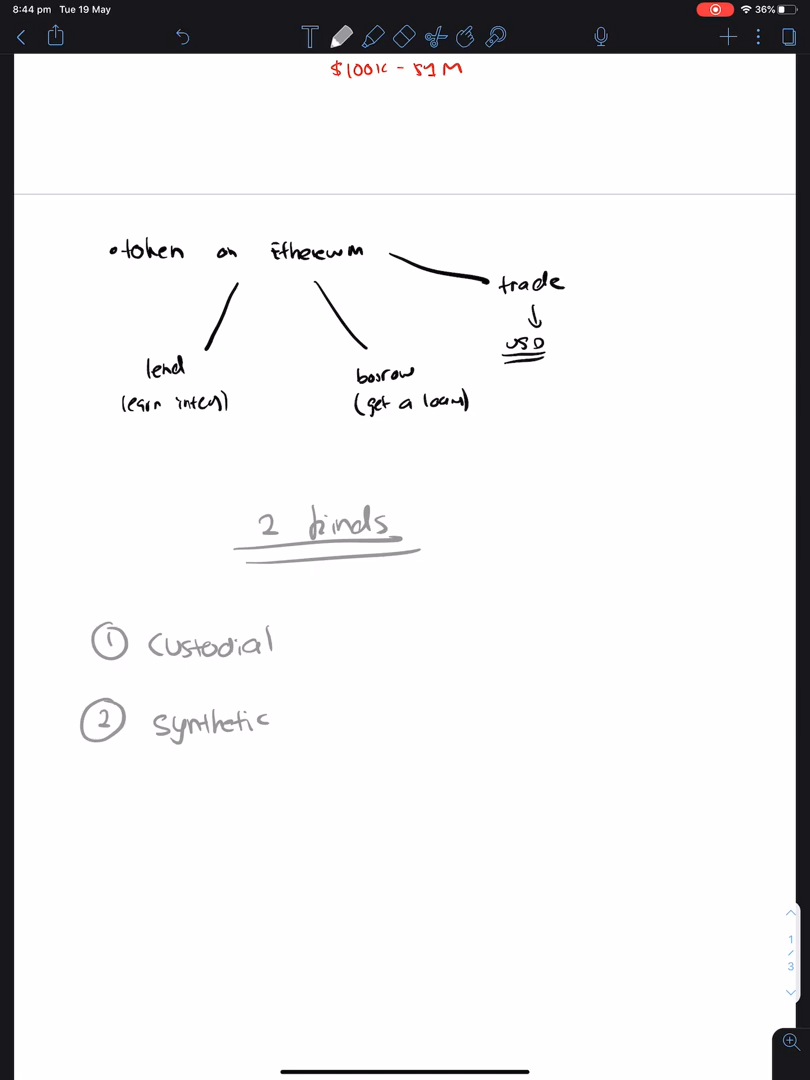 8:44 pm Tue 19 May
36%
T
$100K - $1M
•token on Ethereum
trade
USD
lend
(earn
borrow
(get a loan)
2 kinds
1 Custodial
2 Synthetic
1
/
3